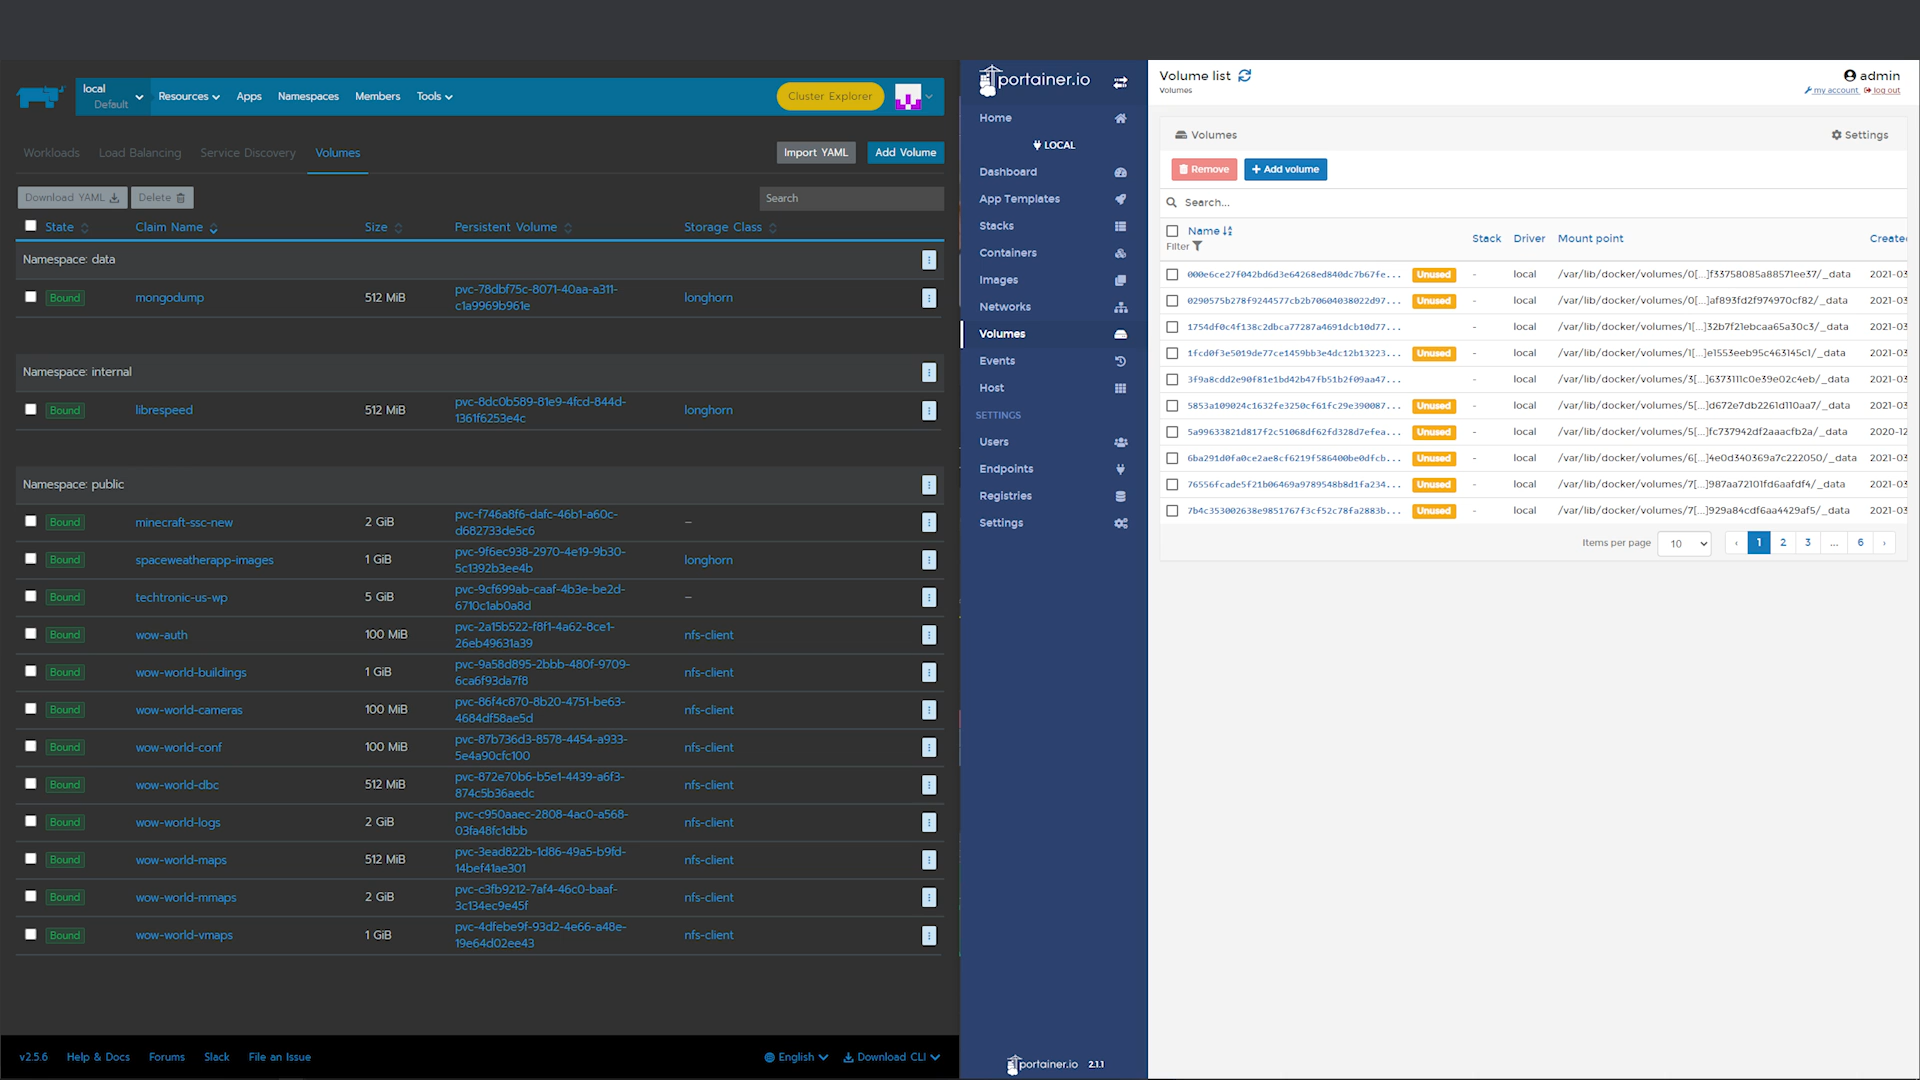 local
Default
Resources
Apps
Namespaces
Members
Tools
Cluster Explorer
Workloads
Load Balancing
Service Discovery
Volumes
Import YAML
Add Volume
Download YAML
Delete
Search
State
Claim Name
Size
Persistent Volume
Storage Class
Namespace: data
Bound mongodump 512 MiB pvc-78dbf75c-8071-40aa-a311-
c1a9969b961e longhorn
Namespace: internal
Bound librespeed 512 MiB pvc-8dc0b589-81e9-4fcd-844d-
1361f6253e4c longhorn
Namespace: public
Bound minecraft-ssc-new 2 GiB pvc-f746a8f6-dafc-46b1-a60c-
d682733de5c6 –
Bound spaceweatherapp-images 1 GiB pvc-9f6ec938-2970-4e19-9b30-
5c1392b3ee4b longhorn
Bound techtronic-us-wp 5 GiB pvc-9cf699ab-caaf-4b3e-be2d-
6710c1ab0a8d –
Bound wow-auth 100 MiB pvc-2a15b522-f8f1-4a62-8ce1-
26eb49631a39 nfs-client
Bound wow-world-buildings 1 GiB pvc-9a58d895-2bbb-480f-9709-
6ca6f93da7f8 nfs-client
Bound wow-world-cameras 100 MiB pvc-86f4c870-8b20-4751-be63-
4684df58ae5d nfs-client
Bound wow-world-conf 100 MiB pvc-87b736d3-8578-4454-a933-
5e4a90cfc100 nfs-client
Bound wow-world-dbc 512 MiB pvc-872e70b6-b5e1-4439-a6f3-
874c5b36aedc nfs-client
Bound wow-world-logs 2 GiB pvc-c950aaec-2808-4ac0-a568-
03fa48fc1dbb nfs-client
Bound wow-world-maps 512 MiB pvc-3ead822b-1d86-49a5-b9fd-
14bef41ae301 nfs-client
Bound wow-world-mmaps 2 GiB pvc-c3fb9212-7af4-46c0-baaf-
3c134ec9e45f nfs-client
Bound wow-world-vmaps 1 GiB pvc-4dfebe9f-93d2-4e66-a48e-
19e64d02ee43 nfs-client
v2.5.6
Help & Docs
Forums
Slack
File an Issue
English
Download CLI
portainer.io
Home
LOCAL
Dashboard
App Templates
Stacks
Containers
Images
Networks
Volumes
Events
Host
SETTINGS
Users
Endpoints
Registries
Settings
portainer.io 2.1.1
Volume list
Volumes
admin
my account log out
Volumes
Settings
Remove
+ Add volume
Search...
Name
Filter
Stack
Driver
Mount point
Create
000e6ce27f042bd6d3e64268ed840dc7b67fe... Unused - local /var/lib/docker/volumes/0[...]f33758085a88571ee37/_data 2021-03
0290575b278f9244577cb2b70604038022d97... Unused - local /var/lib/docker/volumes/0[...]af893fd2f974970cf82/_data 2021-03
1754df0c4f138c2dbca77287a4691dcb10d77... - local /var/lib/docker/volumes/1[...]32b7f21ebcaa65a30c3/_data 2021-03
1fcd0f3e5019de77ce1459bb3e4dc12b13223... Unused - local /var/lib/docker/volumes/1[...]e1553eeb95c463145c1/_data 2021-03
3f9a8cdd2e90f81e1bd42b47fb51b2f09aa47... - local /var/lib/docker/volumes/3[...]6373111c0e39e02c4eb/_data 2021-03
5853a109024c1632fe3250cf61fc29e390087... Unused - local /var/lib/docker/volumes/5[...]d672e7db2261d110aa7/_data 2021-03
5a99633821d817f2c51068df62fd328d7efea... Unused - local /var/lib/docker/volumes/5[...]fc737942df2aaacfb2a/_data 2020-12
6ba291d0fa0ce2ae8cf6219f586400be0dfcb... Unused - local /var/lib/docker/volumes/6[...]4e0d340369a7c222050/_data 2021-03
76556fcade5f21b06469a9789548b8d1fa234... Unused - local /var/lib/docker/volumes/7[...]987aa72101fd6aafdf4/_data 2021-03
7b4c353002638e9851767f3cf52c78fa2883b... Unused - local /var/lib/docker/volumes/7[...]929a84cdf6aa4429af5/_data 2021-03
Items per page 10 ‹ 1 2 3 ... 6 ›